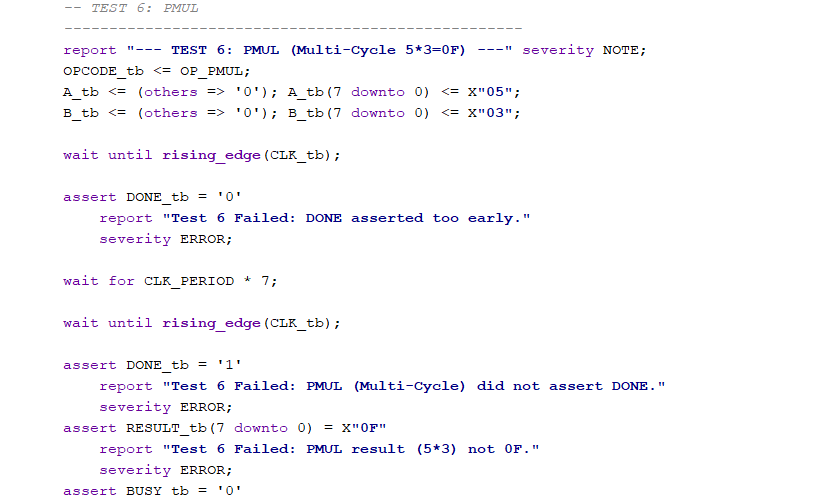 -- TEST 6: PMUL
---------------------------------------------------
report "--- TEST 6: PMUL (Multi-Cycle 5*3=0F) ---" severity NOTE;
OPCODE_tb <= OP_PMUL;
A_tb <= (others => '0'); A_tb(7 downto 0) <= X"05";
B_tb <= (others => '0'); B_tb(7 downto 0) <= X"03";
wait until rising_edge(CLK_tb);
assert DONE_tb = '0'
report "Test 6 Failed: DONE asserted too early."
severity ERROR;
wait for CLK_PERIOD * 7;
wait until rising_edge(CLK_tb);
assert DONE_tb = '1'
report "Test 6 Failed: PMUL (Multi-Cycle) did not assert DONE."
severity ERROR;
assert RESULT_tb(7 downto 0) = X"0F"
report "Test 6 Failed: PMUL result (5*3) not 0F."
severity ERROR;
assert BUSY_tb = '0'